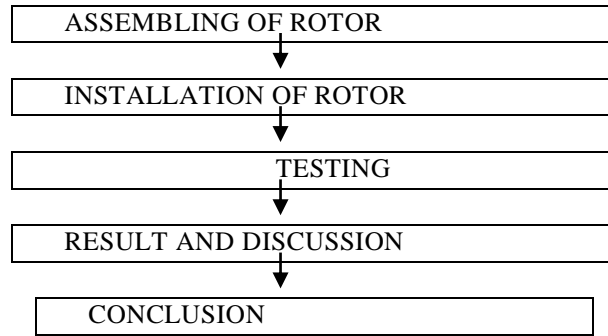 ASSEMBLING OF ROTOR
INSTALLATION OF ROTOR
TESTING
RESULT AND DISCUSSION
CONCLUSION